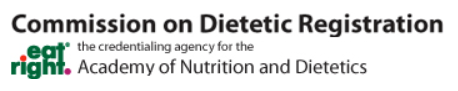 Commission on Dietetic Registration
eat right. the credentialing agency for the
Academy of Nutrition and Dietetics